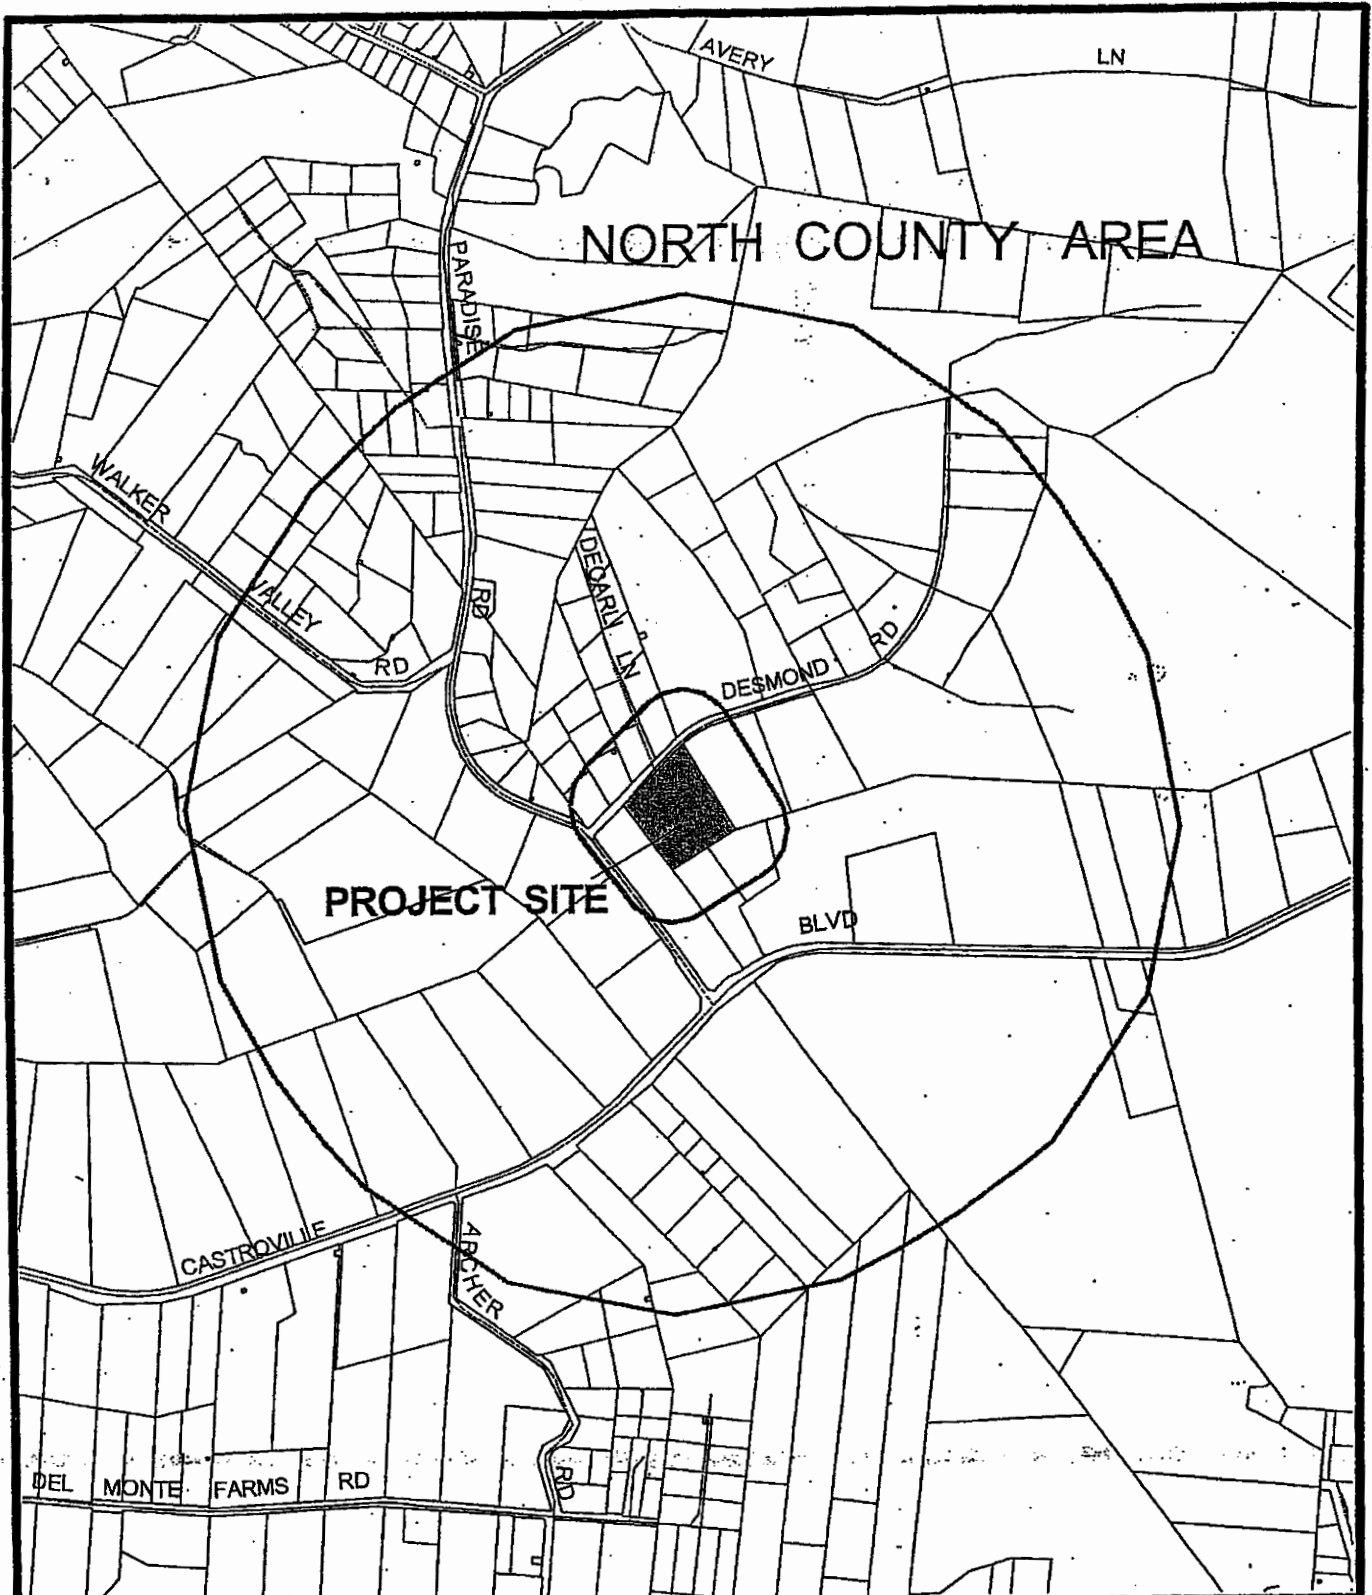 AVERY LN
NORTH COUNTY AREA
PARADISE RD
WALKER VALLEY RD
DECARLI LN
DESMOND RD
PROJECT SITE
CASTROVILLE BLVD
ARCHER RD
DEL MONTE FARMS RD